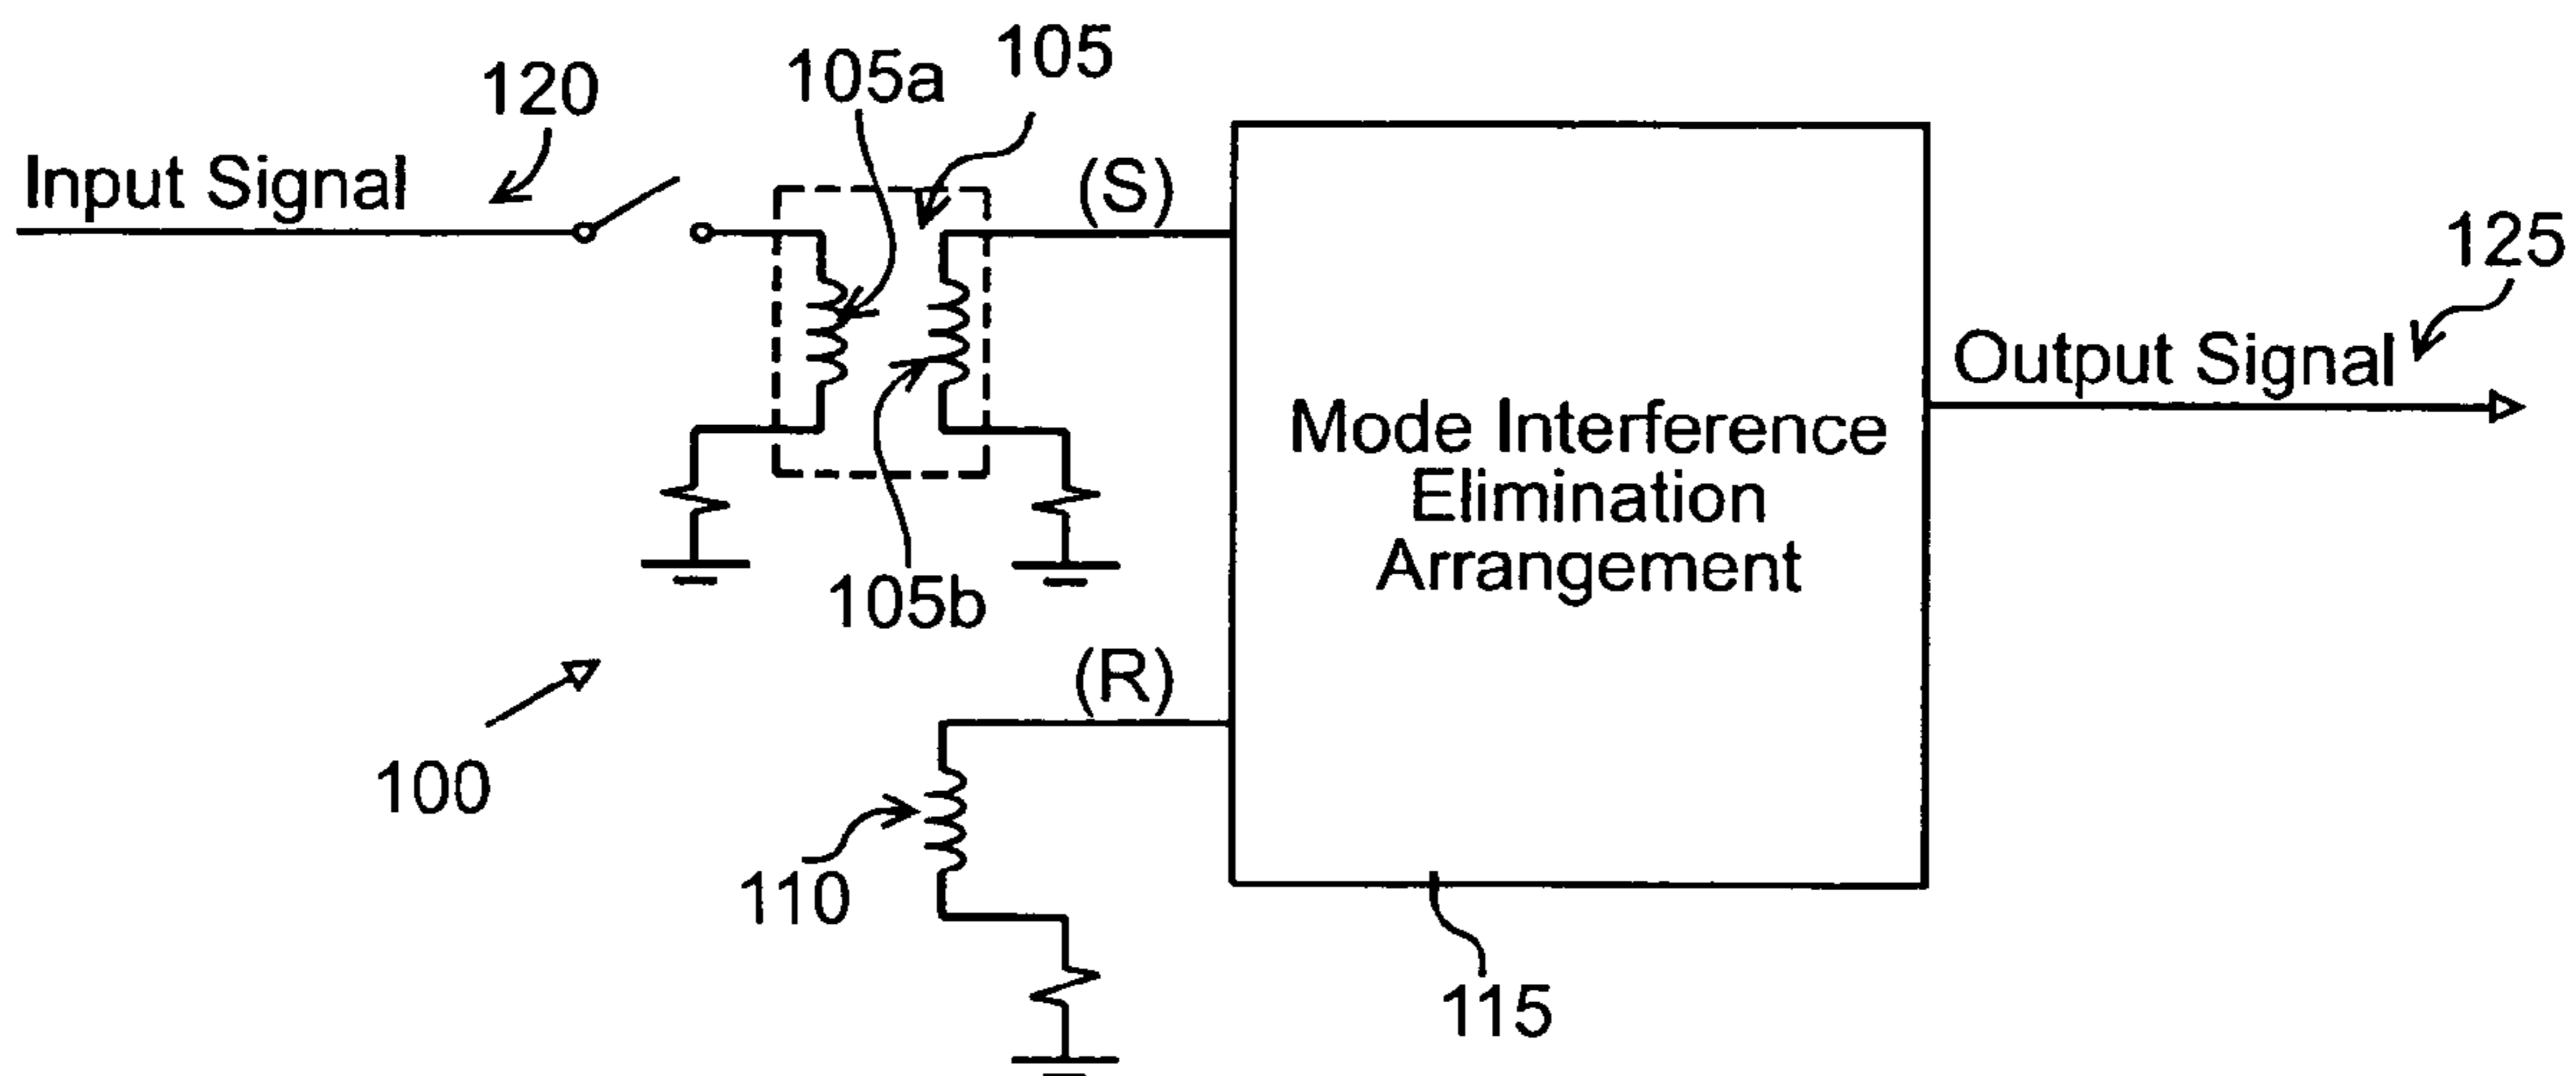 105
105a
120
Input Signal
(S)
125
Output Signal
Mode Interference
Elimination
Arrangement
105b
(R)
100
110
115